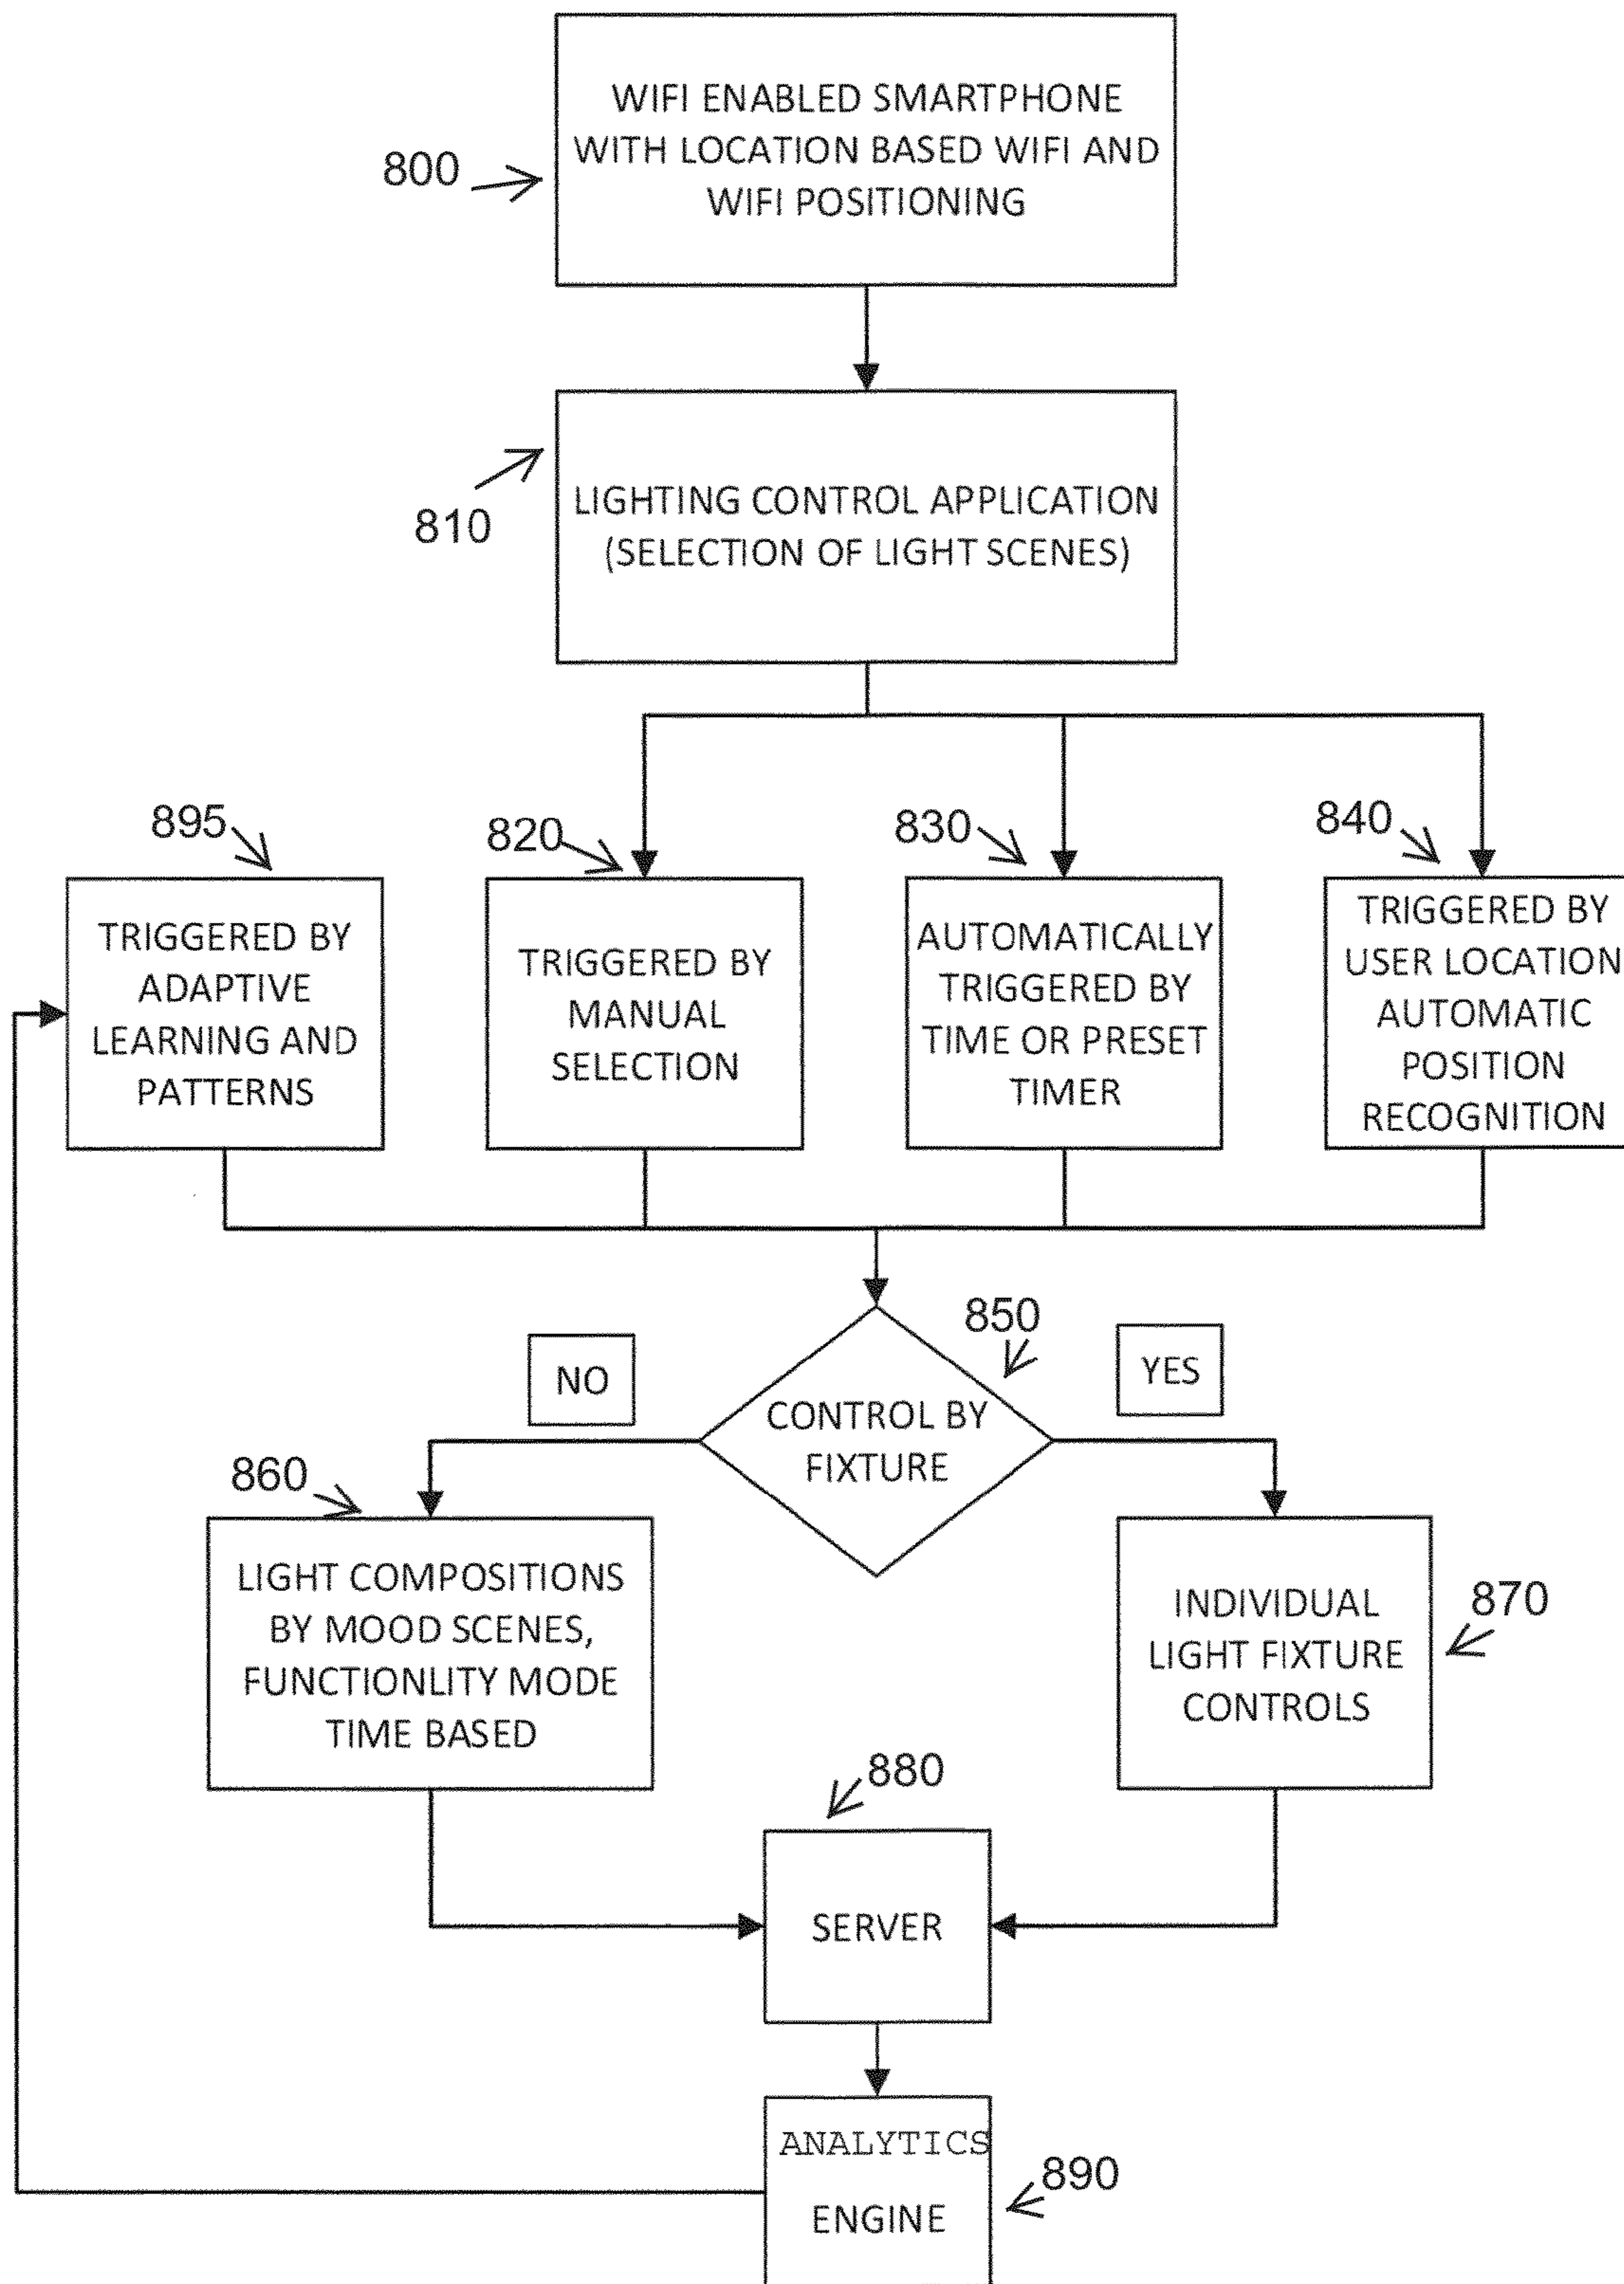 WIFI ENABLED SMARTPHONE
WITH LOCATION BASED WIFI AND
WIFI POSITIONING
800
810
LIGHTING CONTROL APPLICATION
(SELECTION OF LIGHT SCENES)
895
820
830
840
TRIGGERED BY
ADAPTIVE
LEARNING AND
PATTERNS
TRIGGERED BY
MANUAL
SELECTION
AUTOMATICALLY
TRIGGERED BY
TIME OR PRESET
TIMER
TRIGGERED BY
USER LOCATION
AUTOMATIC
POSITION
RECOGNITION
850
NO
YES
CONTROL BY
FIXTURE
860
LIGHT COMPOSITIONS
BY MOOD SCENES,
FUNCTIONLITY MODE
TIME BASED
INDIVIDUAL
LIGHT FIXTURE
CONTROLS
870
880
SERVER
ANALYTICS
ENGINE
890